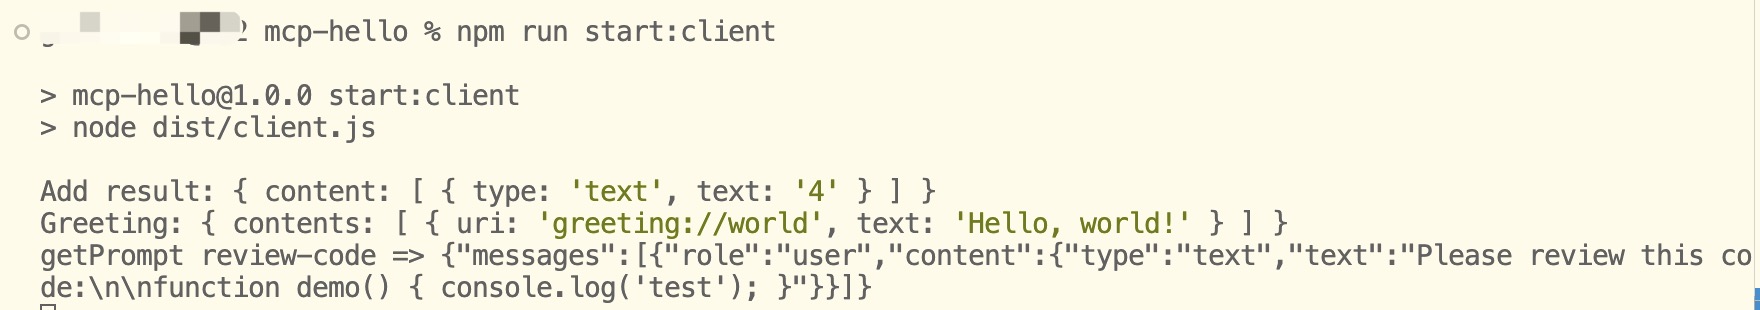 mcp-hello % npm run start:client
> mcp-hello@1.0.0 start:client
> node dist/client.js
Add result: { content: [ { type: 'text', text: '4' } ] }
Greeting: { contents: [ { uri: 'greeting://world', text: 'Hello, world!' } ] }
getPrompt review-code => {"messages":[{"role":"user","content":{"type":"text","text":"Please review this co
de:\n\nfunction demo() { console.log('test'); }"}}]}